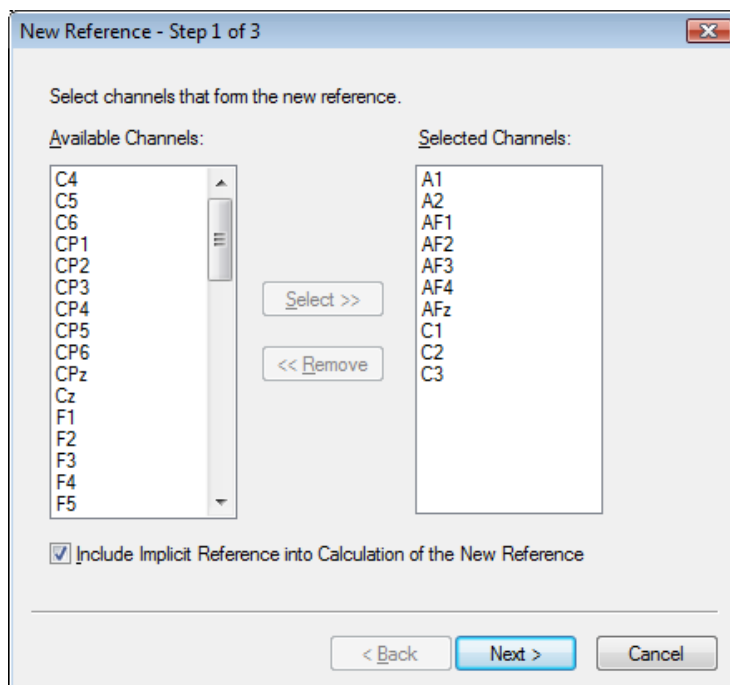 New Reference - Step 1 of 3
Select channels that form the new reference.
Available Channels:
C4
C5
C6
CP1
CP2
CP3
CP4
CP5
CP6
CPz
Cz
F1
F2
F3
F4
F5
Select >>
<< Remove
Selected Channels:
A1
A2
AF1
AF2
AF3
AF4
AFz
C1
C2
C3
Include Implicit Reference into Calculation of the New Reference
< Back
Next >
Cancel